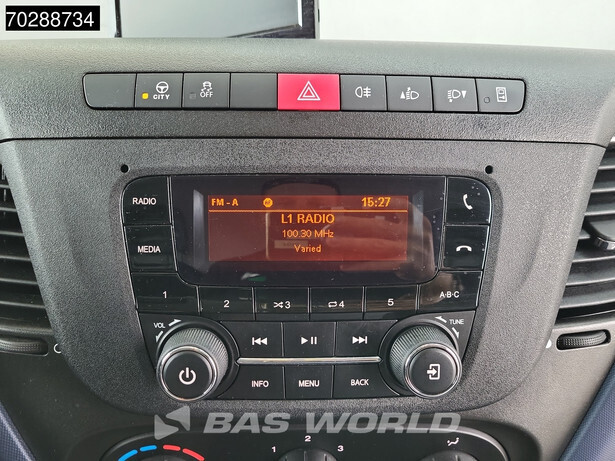 70288734
CITY
OFF
RADIO
FM - A
15:27
L1 RADIO
100.30 MHz
Varied
MEDIA
1
2
3
4
5
A·B·C
VOL
TUNE
INFO
MENU
BACK
BAS WORLD
1
2
3